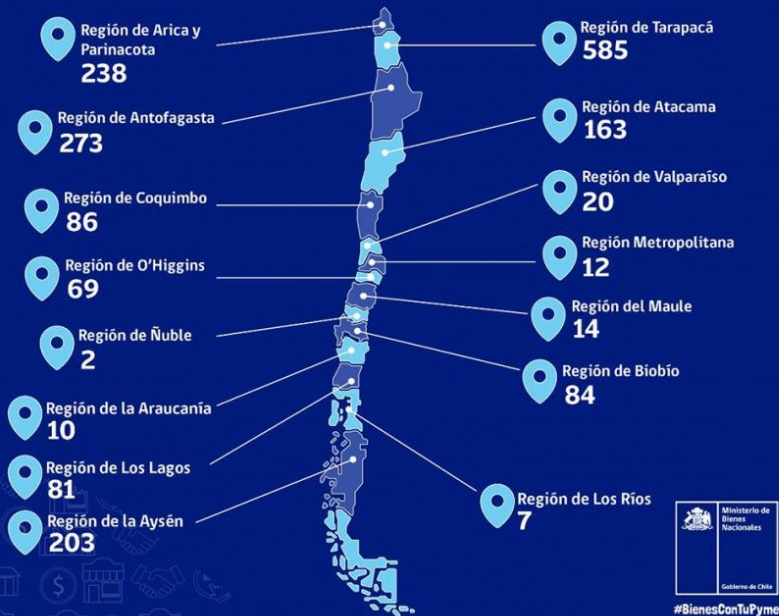 Región de Arica y
Parinacota
238
Región de Tarapacá
585
Región de Antofagasta
273
Región de Atacama
163
Región de Coquimbo
86
Región de Valparaíso
20
Región de O'Higgins
69
Región Metropolitana
12
Región de Ñuble
2
Región del Maule
14
Región de la Araucanía
10
Región de Biobío
84
Región de Los Lagos
81
Región de la Aysén
203
Región de Los Ríos
7
Ministerio de
Bienes
Nacionales
Gobierno de Chile
#BienesConTuPyme